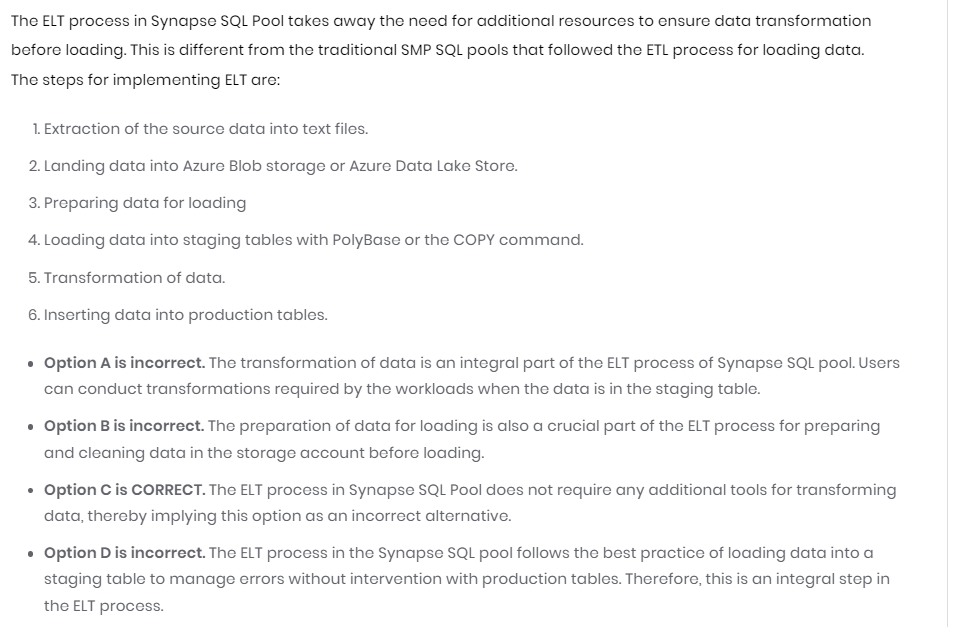 The ELT process in Synapse SQL Pool takes away the need for additional resources to ensure data transformation
before loading. This is different from the traditional SMP SQL pools that followed the ETL process for loading data.
The steps for implementing ELT are:
1. Extraction of the source data into text files.
2. Landing data into Azure Blob storage or Azure Data Lake Store.
3. Preparing data for loading
4. Loading data into staging tables with PolyBase or the COPY command.
5. Transformation of data.
6. Inserting data into production tables.
• Option A is incorrect. The transformation of data is an integral part of the ELT process of Synapse SQL pool. Users
can conduct transformations required by the workloads when the data is in the staging table.
• Option B is incorrect. The preparation of data for loading is also a crucial part of the ELT process for preparing
and cleaning data in the storage account before loading.
• Option C is CORRECT. The ELT process in Synapse SQL Pool does not require any additional tools for transforming
data, thereby implying this option as an incorrect alternative.
• Option D is incorrect. The ELT process in the Synapse SQL pool follows the best practice of loading data into a
staging table to manage errors without intervention with production tables. Therefore, this is an integral step in
the ELT process.